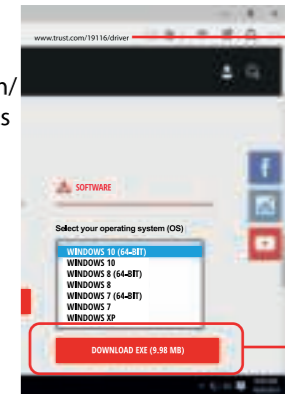 www.trust.com/19116/driver
n/
s
SOFTWARE
Select your operating system (OS)
WINDOWS 10 (64-BIT)
WINDOWS 10
WINDOWS 8 (64-BIT)
WINDOWS 8
WINDOWS 7 (64-BIT)
WINDOWS 7
WINDOWS XP
DOWNLOAD EXE (9.98 MB)